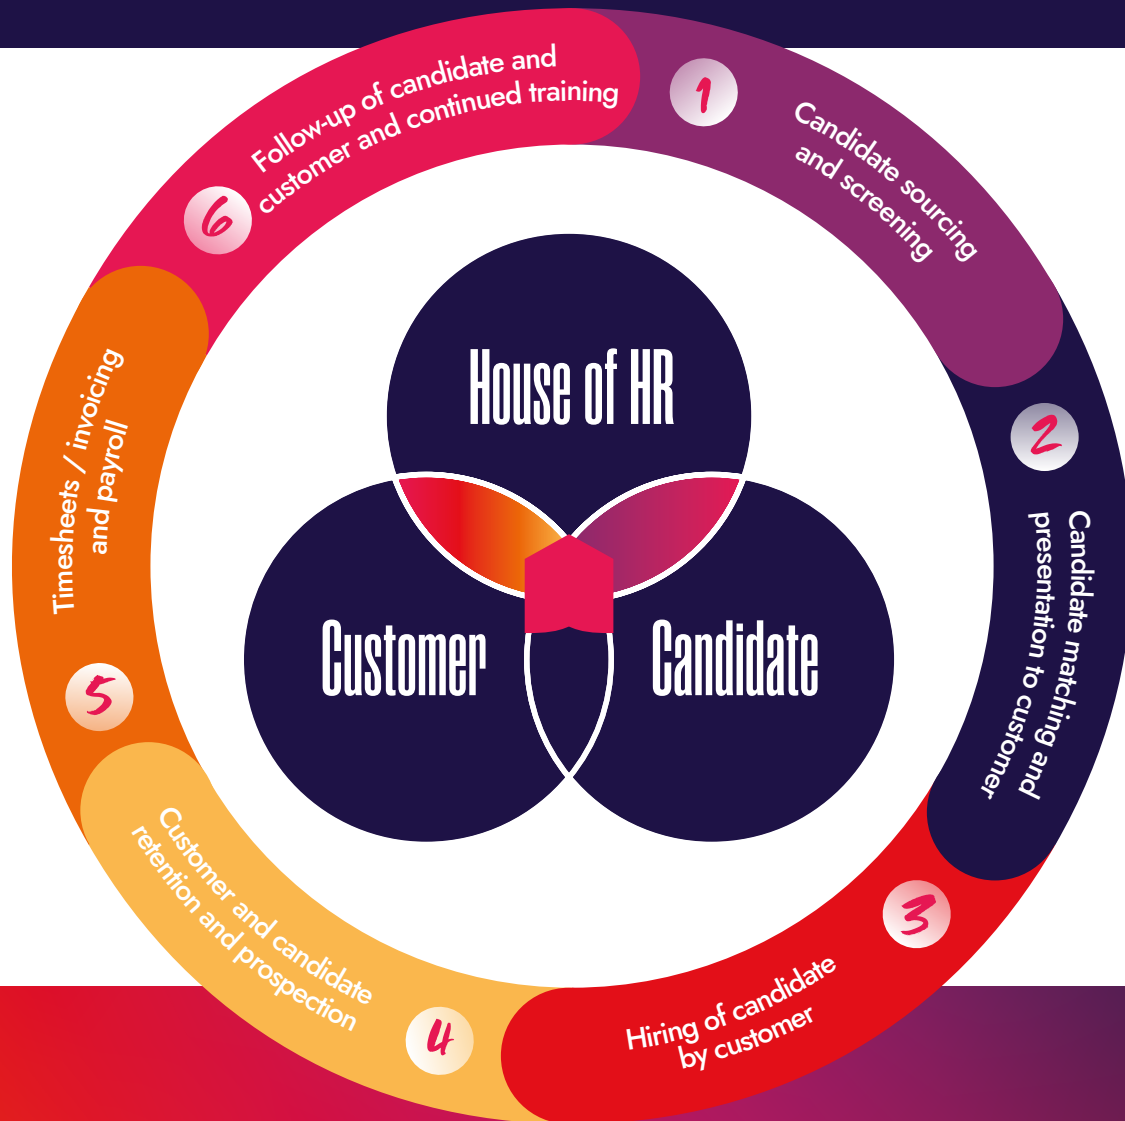 1
Candidate sourcing
and screening
2
Candidate matching and
presentation to customer
3
Hiring of candidate
by customer
4
Customer and candidate
retention and prospection
5
Timesheets / invoicing
and payroll
6
Follow-up of candidate and
customer and continued training
House of HR
Customer
Candidate